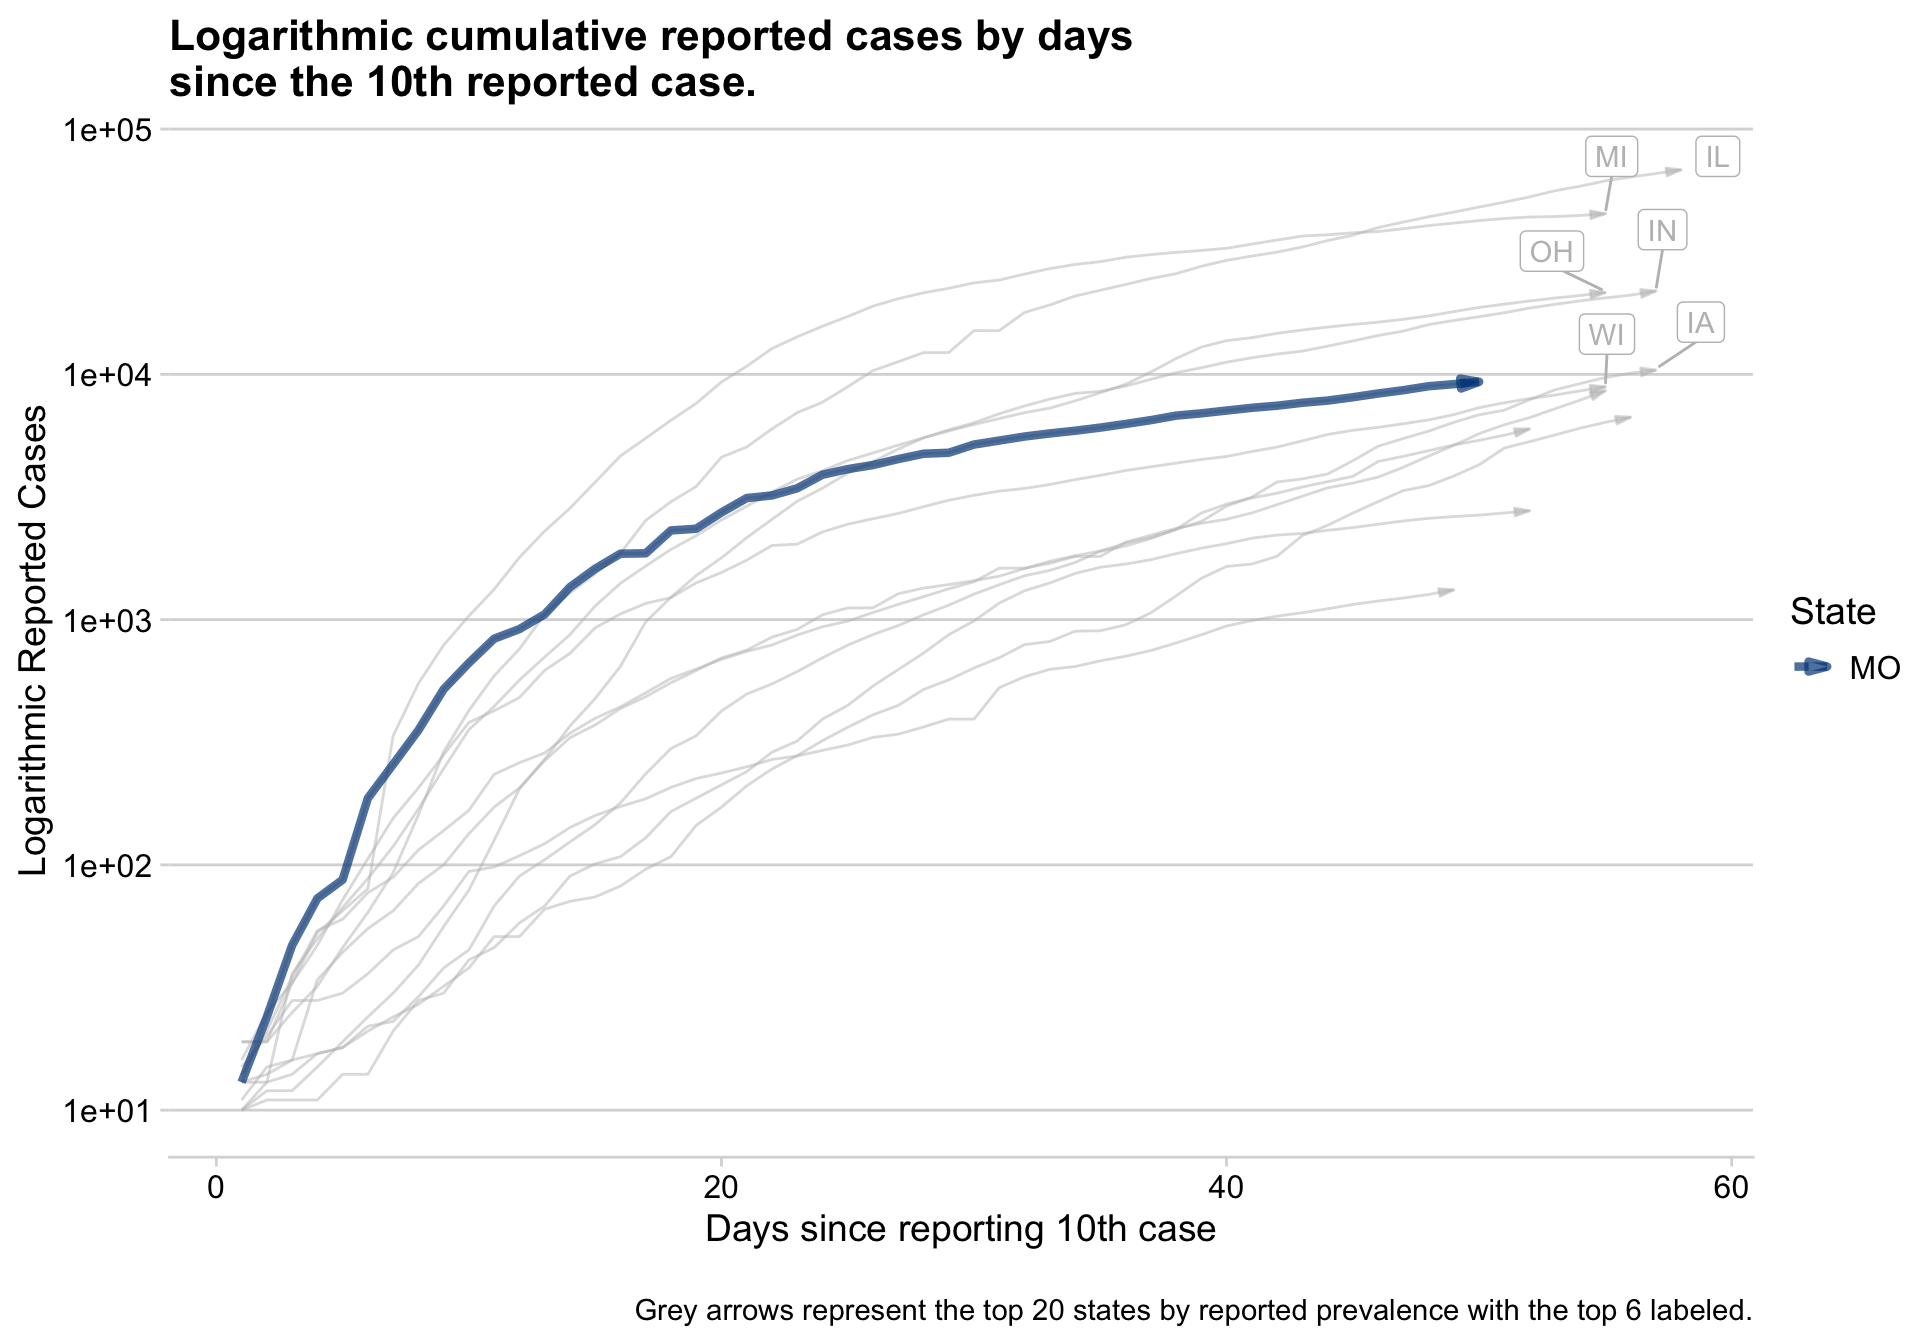 Logarithmic cumulative reported cases by days
since the 10th reported case.
1e+05
1e+04
1e+03
1e+02
1e+01
Logarithmic Reported Cases
MI
IL
IN
OH
IA
WI
State
MO
0
20
40
60
Days since reporting 10th case
Grey arrows represent the top 20 states by reported prevalence with the top 6 labeled.